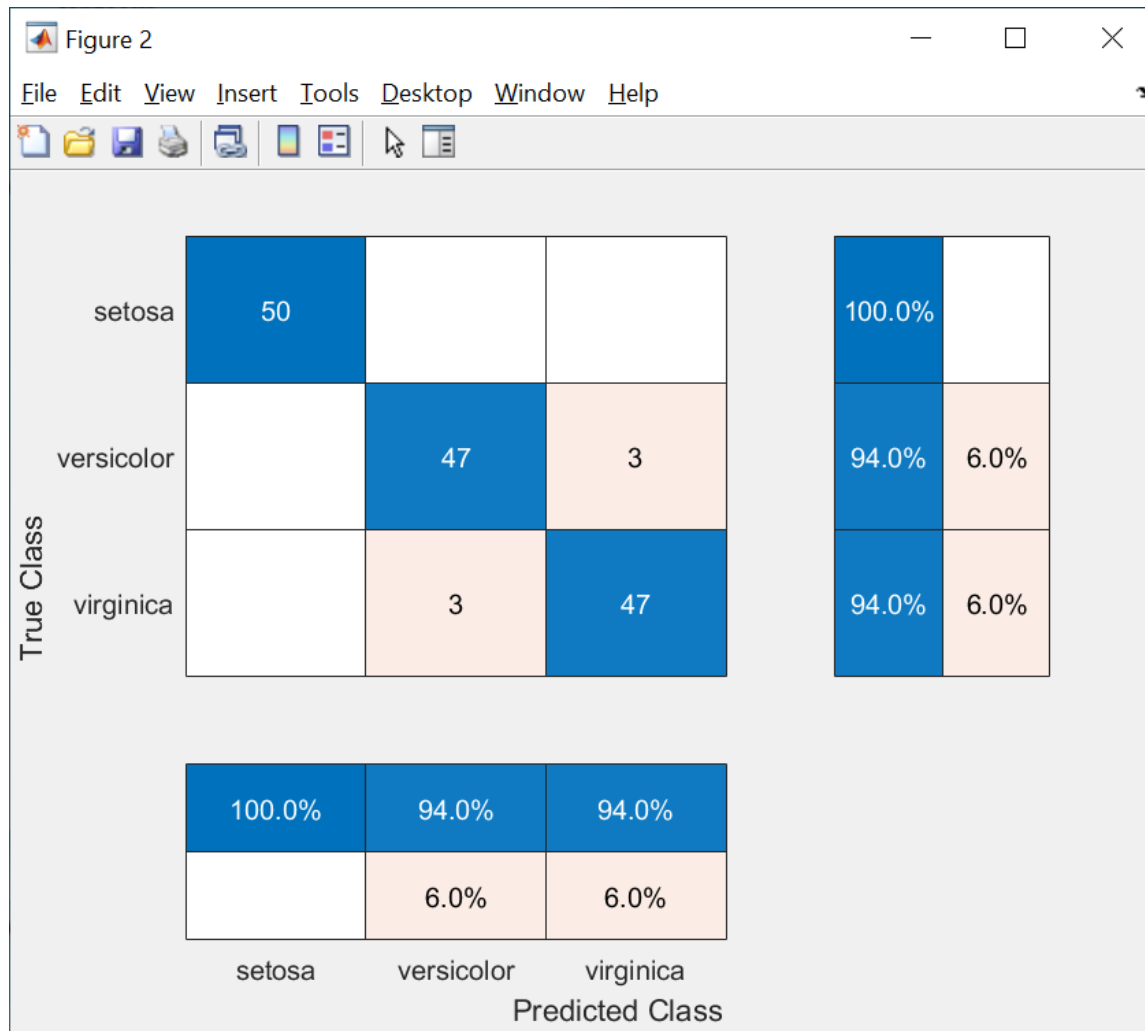 Figure 2
File Edit View Insert Tools Desktop Window Help
setosa 50 100.0%
versicolor 47 3 94.0% 6.0%
True Class
virginica 3 47 94.0% 6.0%
100.0% 94.0% 94.0%
6.0% 6.0%
setosa versicolor virginica
Predicted Class